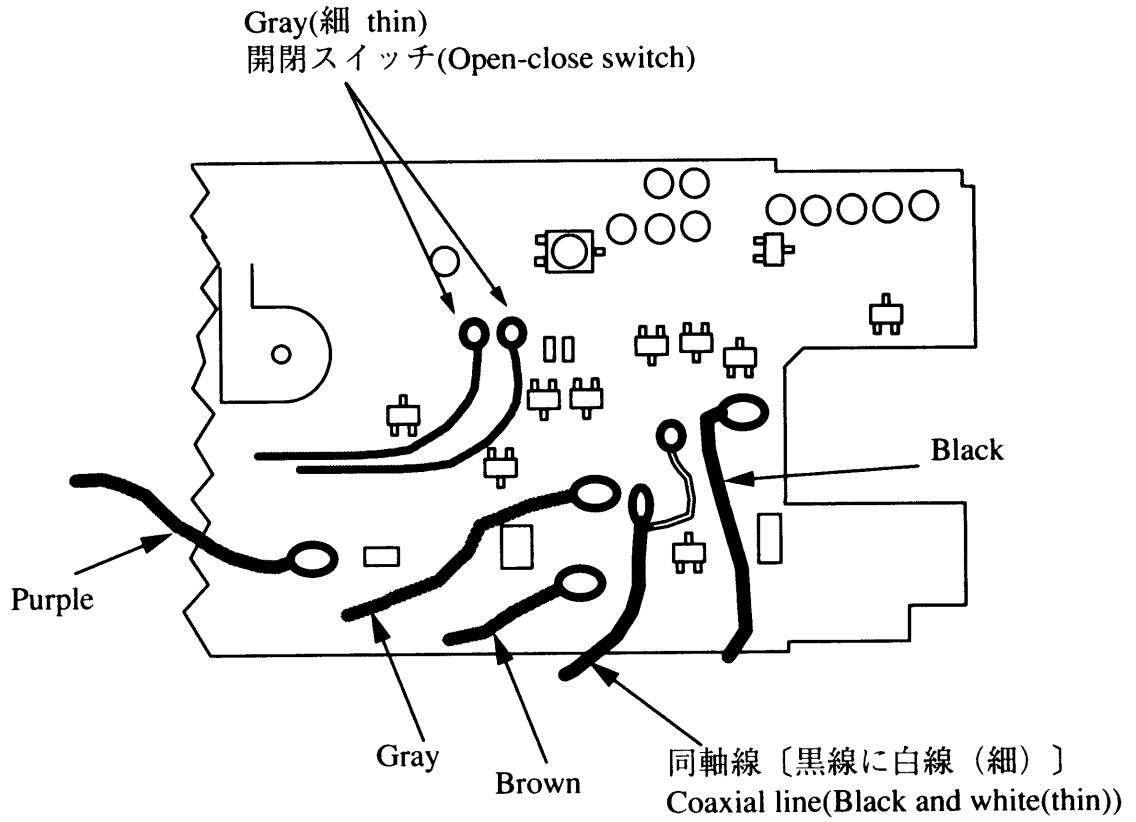 Gray(細 thin)
開閉スイッチ(Open-close switch)
Black
Purple
Gray
Brown
同軸線〔黒線に白線（細）〕
Coaxial line(Black and white(thin))